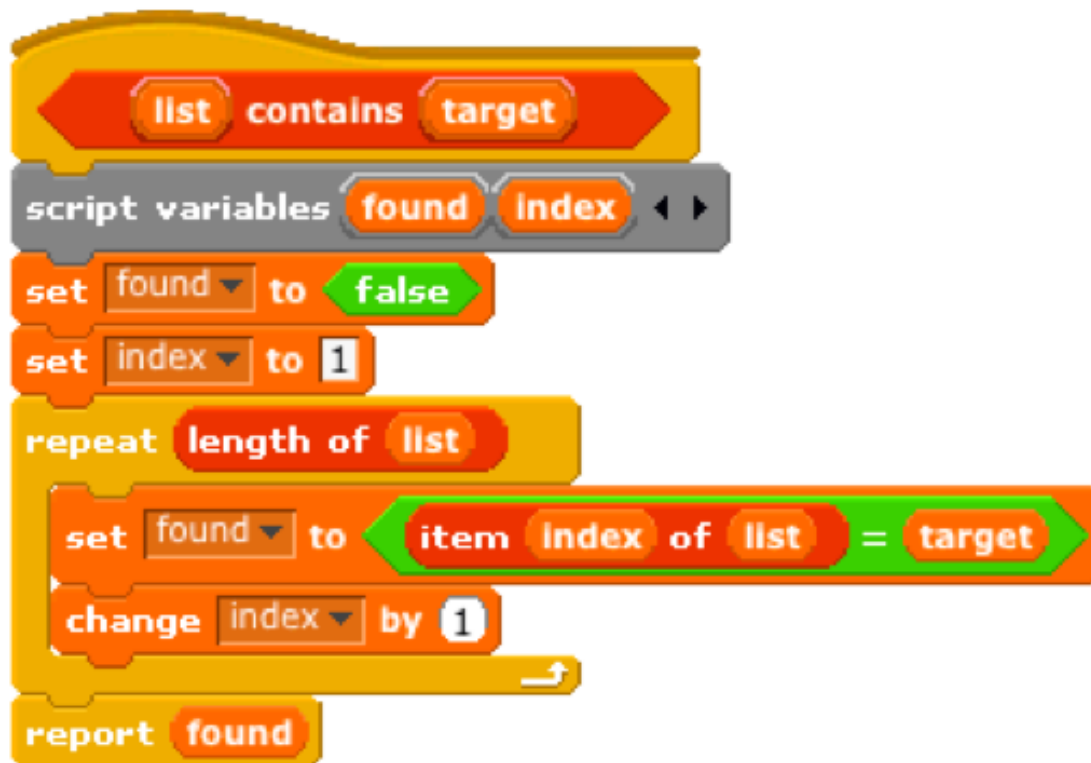 list contains target
script variables found index
set found to false
set index to 1
repeat length of list
set found to item index of list = target
change index by 1
report found